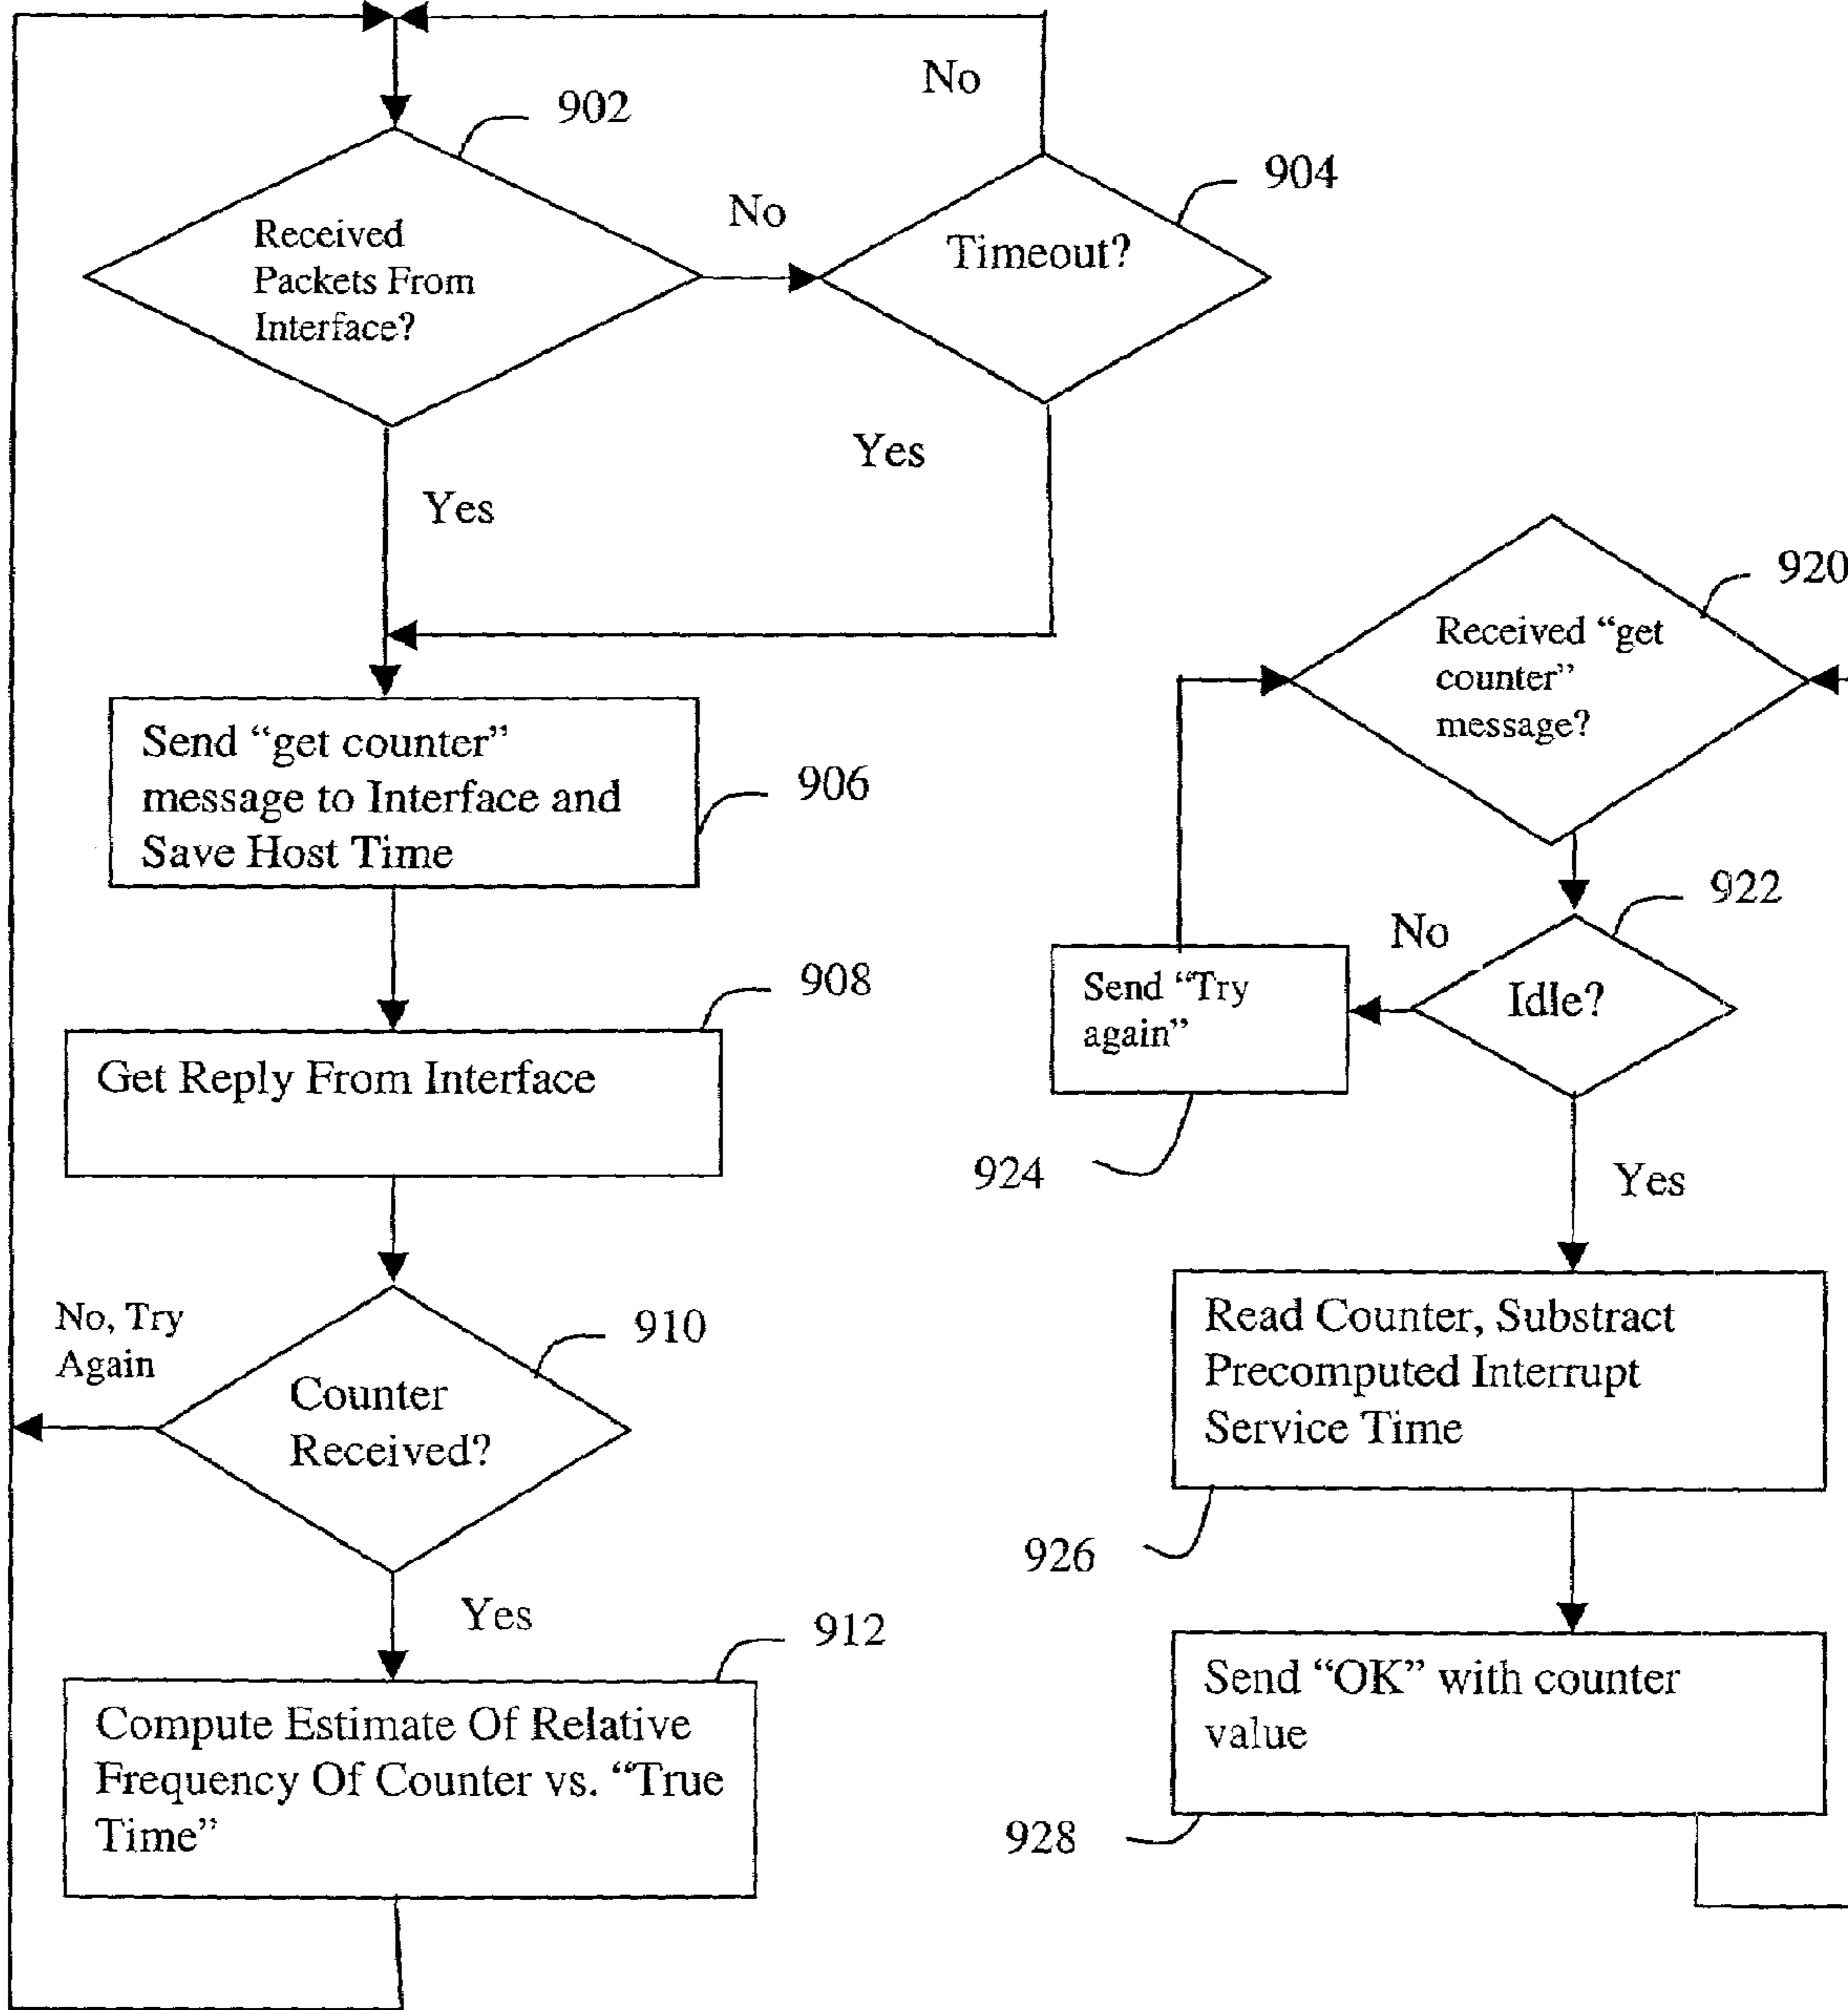 No
902
904
Received
Packets From
Interface?
No
Timeout?
Yes
Yes
Send “get counter”
message to Interface and
Save Host Time
906
Get Reply From Interface
908
No, Try
Again
Counter
Received?
910
Yes
Compute Estimate Of Relative
Frequency Of Counter vs. “True
Time”
912
Received “get
counter”
message?
920
No
Idle?
922
Send “Try
again”
924
Yes
Read Counter, Substract
Precomputed Interrupt
Service Time
926
Send “OK” with counter
value
928